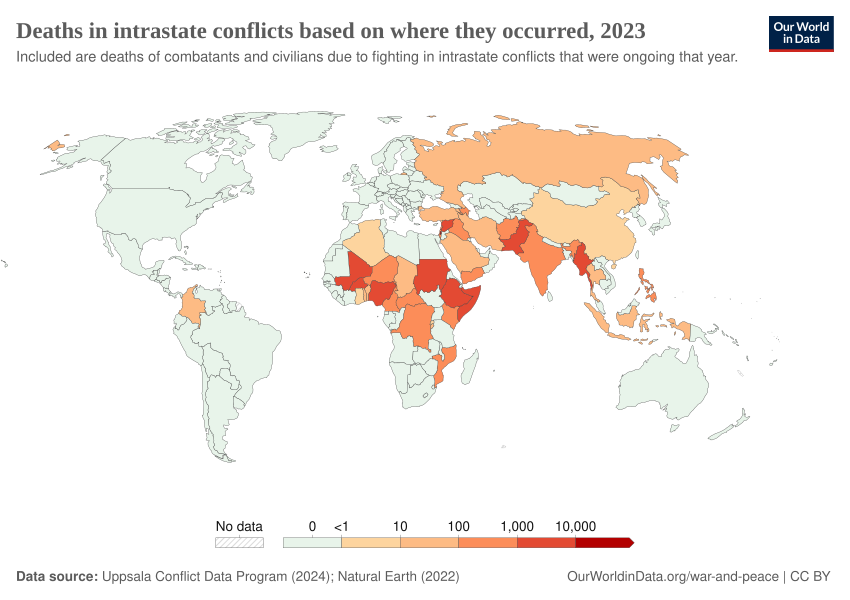 Deaths in intrastate conflicts based on where they occurred, 2023
Our World
in Data
Included are deaths of combatants and civilians due to fighting in intrastate conflicts that were ongoing that year.
No data
0
<1
10
100
1,000
10,000
Data source: Uppsala Conflict Data Program (2024); Natural Earth (2022)
OurWorldinData.org/war-and-peace | CC BY